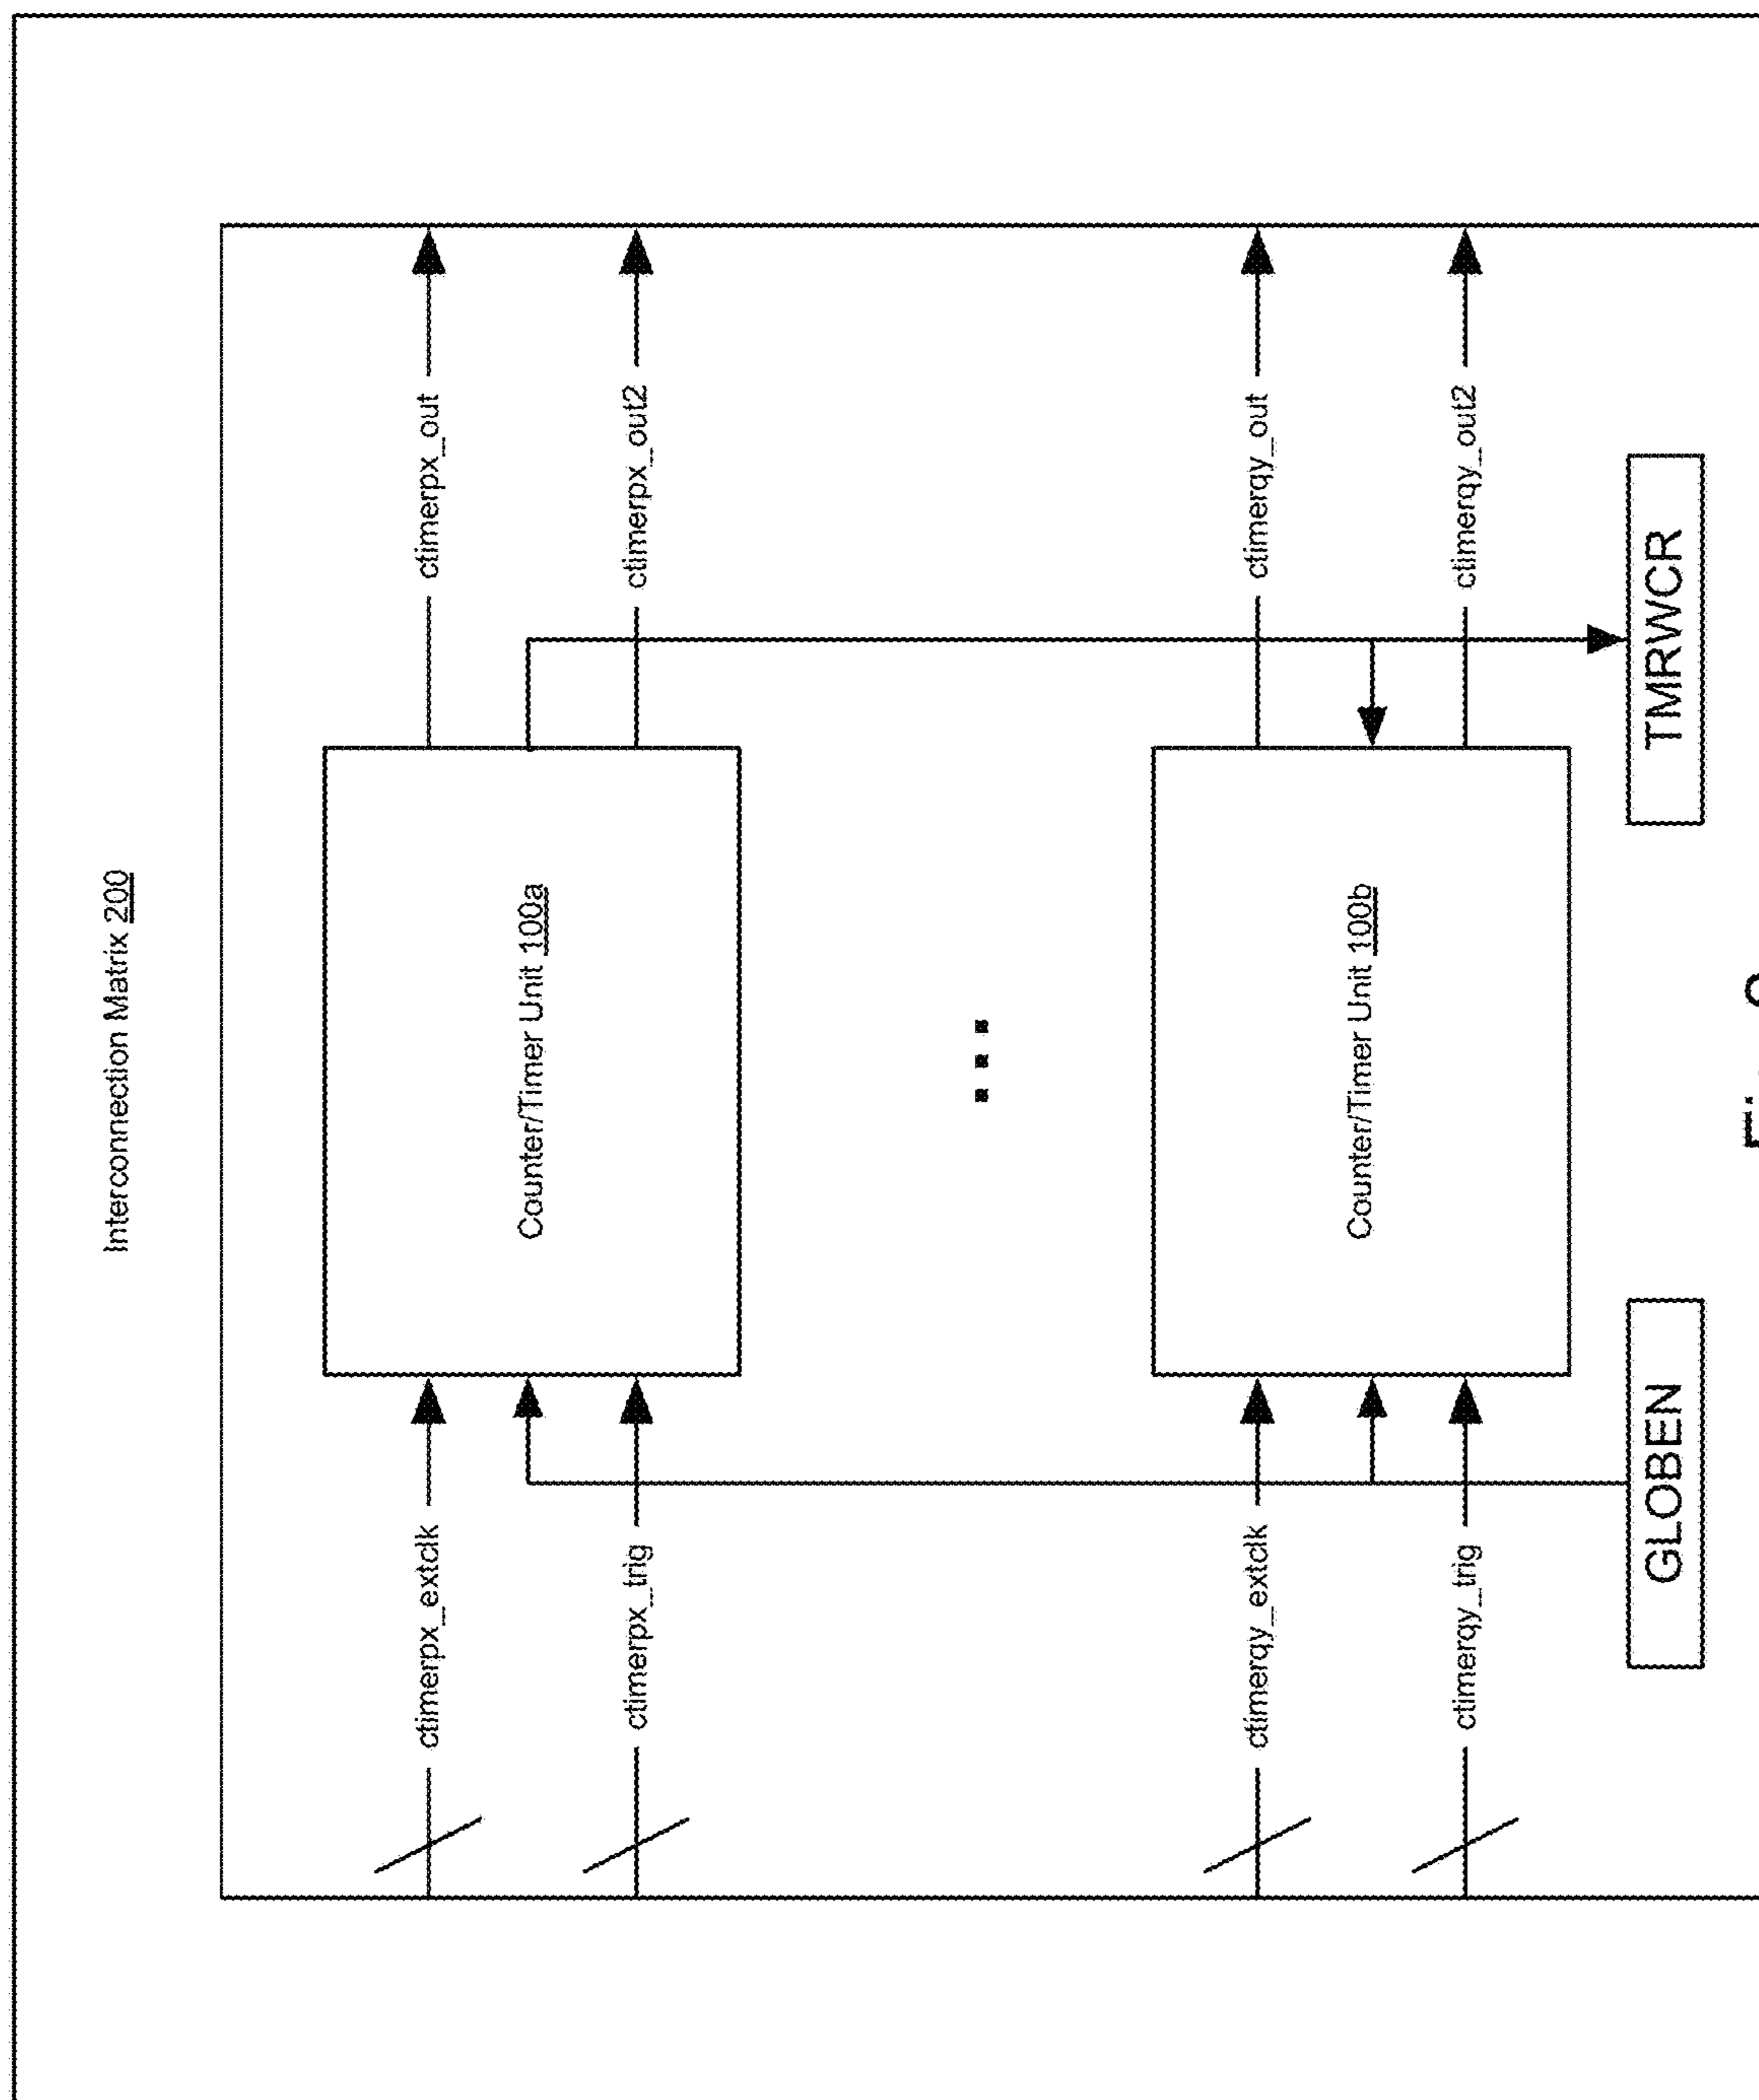 Interconnection Matrix 200
ctimerpx_extclk
ctimerpx_out
Counter/Timer Unit 100a
ctimerpx_trig
ctimerpx_out2
ctimerqy_extclk
ctimerqy_out
Counter/Timer Unit 100b
ctimerqy_trig
ctimerqy_out2
GLOBEN
TMRWCR